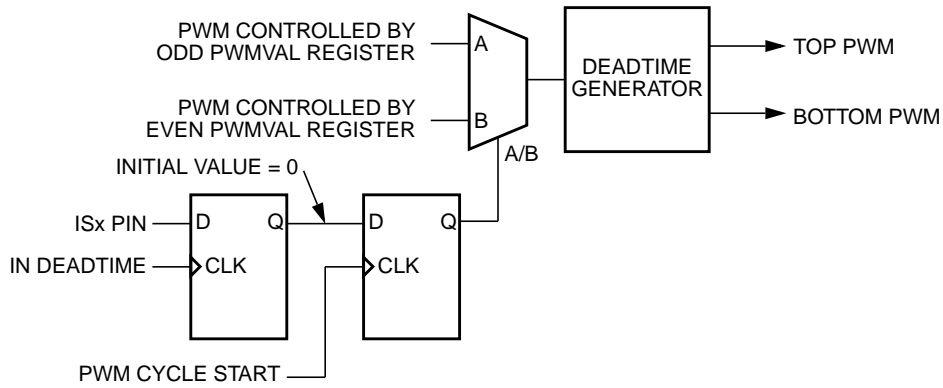 PWM CONTROLLED BY
ODD PWMVAL REGISTER
A
DEADTIME
GENERATOR
TOP PWM
PWM CONTROLLED BY
EVEN PWMVAL REGISTER
B
BOTTOM PWM
A/B
INITIAL VALUE = 0
ISx PIN
D
Q
D
Q
IN DEADTIME
CLK
CLK
PWM CYCLE START